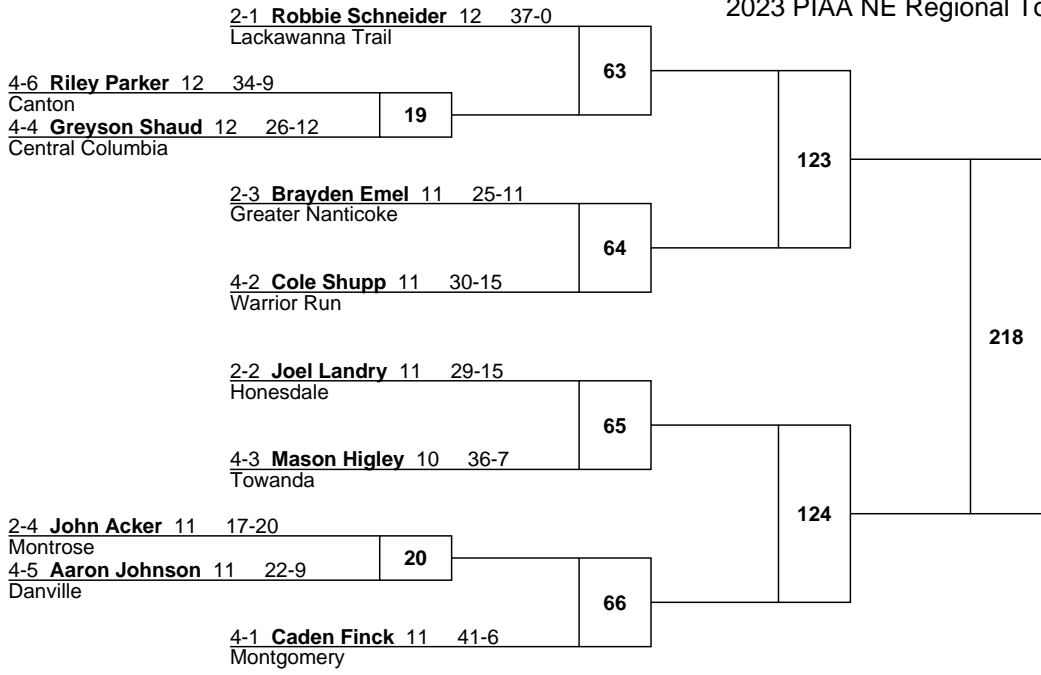 2023 PIAA NE Regional To
2-1 Robbie Schneider 12 37-0
Lackawanna Trail
63
4-6 Riley Parker 12 34-9
Canton
19
4-4 Greyson Shaud 12 26-12
Central Columbia
123
2-3 Brayden Emel 11 25-11
Greater Nanticoke
64
4-2 Cole Shupp 11 30-15
Warrior Run
218
2-2 Joel Landry 11 29-15
Honesdale
65
4-3 Mason Higley 10 36-7
Towanda
124
2-4 John Acker 11 17-20
Montrose
20
4-5 Aaron Johnson 11 22-9
Danville
66
4-1 Caden Finck 11 41-6
Montgomery